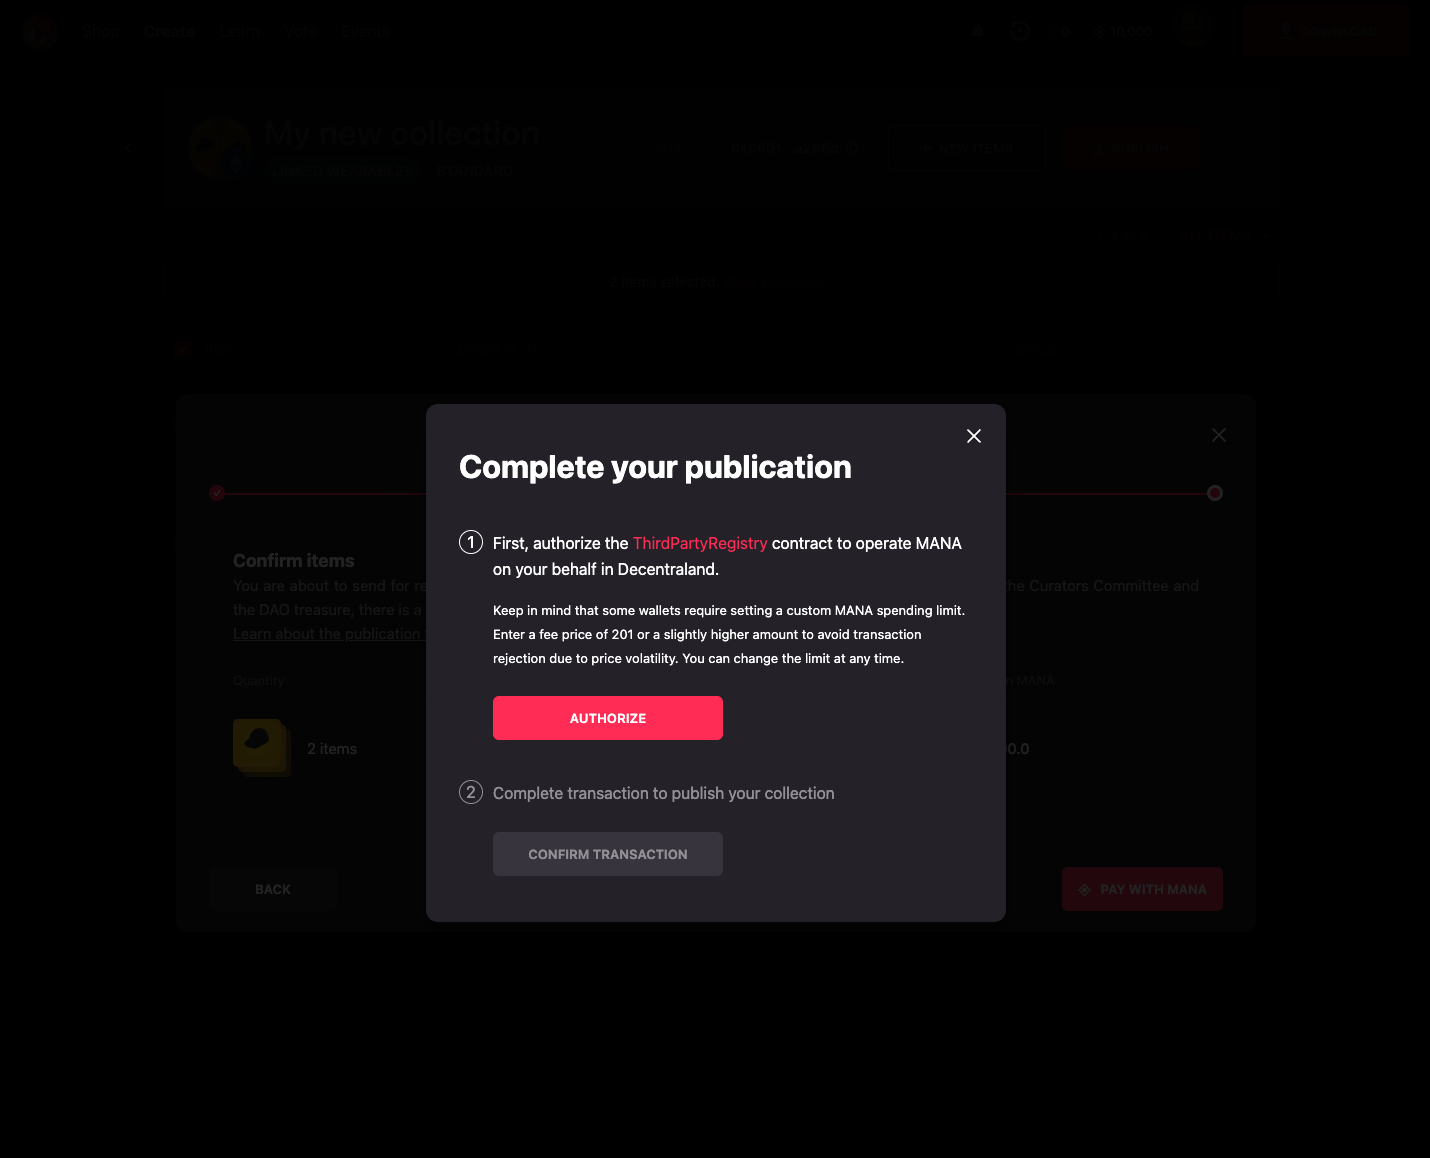 Shop Create Learn Vote Events
10,000
DOWNLOAD
My new collection
LINKED WEARABLES STANDARD
NEW ITEMS
PUBLISH
2 items selected.
Complete your publication
1 First, authorize the ThirdPartyRegistry contract to operate MANA
on your behalf in Decentraland.
Keep in mind that some wallets require setting a custom MANA spending limit.
Enter a fee price of 201 or a slightly higher amount to avoid transaction
rejection due to price volatility. You can change the limit at any time.
AUTHORIZE
2 Complete transaction to publish your collection
CONFIRM TRANSACTION
Confirm items
You are about to send for re
he Curators Committee and
the DAO treasure, there is a
Learn about the publication
Quantity
n MANA
2 items
0.0
BACK
PAY WITH MANA